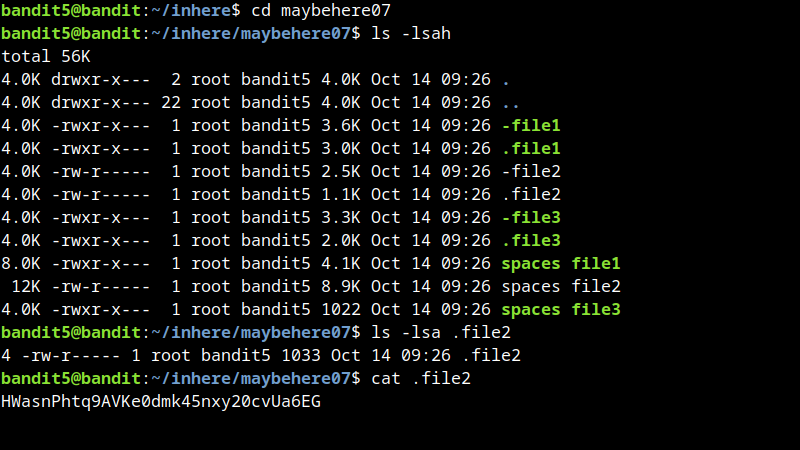 bandit5@bandit:~/inhere$ cd maybehere07
bandit5@bandit:~/inhere/maybehere07$ ls -lsah
total 56K
4.0K drwxr-x---  2 root bandit5 4.0K Oct 14 09:26 .
4.0K drwxr-x--- 22 root bandit5 4.0K Oct 14 09:26 ..
4.0K -rwxr-x---  1 root bandit5 3.6K Oct 14 09:26 -file1
4.0K -rwxr-x---  1 root bandit5 3.0K Oct 14 09:26 .file1
4.0K -rw-r-----  1 root bandit5 2.5K Oct 14 09:26 -file2
4.0K -rw-r-----  1 root bandit5 1.1K Oct 14 09:26 .file2
4.0K -rwxr-x---  1 root bandit5 3.3K Oct 14 09:26 -file3
4.0K -rwxr-x---  1 root bandit5 2.0K Oct 14 09:26 .file3
8.0K -rwxr-x---  1 root bandit5 4.1K Oct 14 09:26 spaces file1
 12K -rw-r-----  1 root bandit5 8.9K Oct 14 09:26 spaces file2
4.0K -rwxr-x---  1 root bandit5 1022 Oct 14 09:26 spaces file3
bandit5@bandit:~/inhere/maybehere07$ ls -lsa .file2
4 -rw-r----- 1 root bandit5 1033 Oct 14 09:26 .file2
bandit5@bandit:~/inhere/maybehere07$ cat .file2
HWasnPhtq9AVKe0dmk45nxy20cvUa6EG